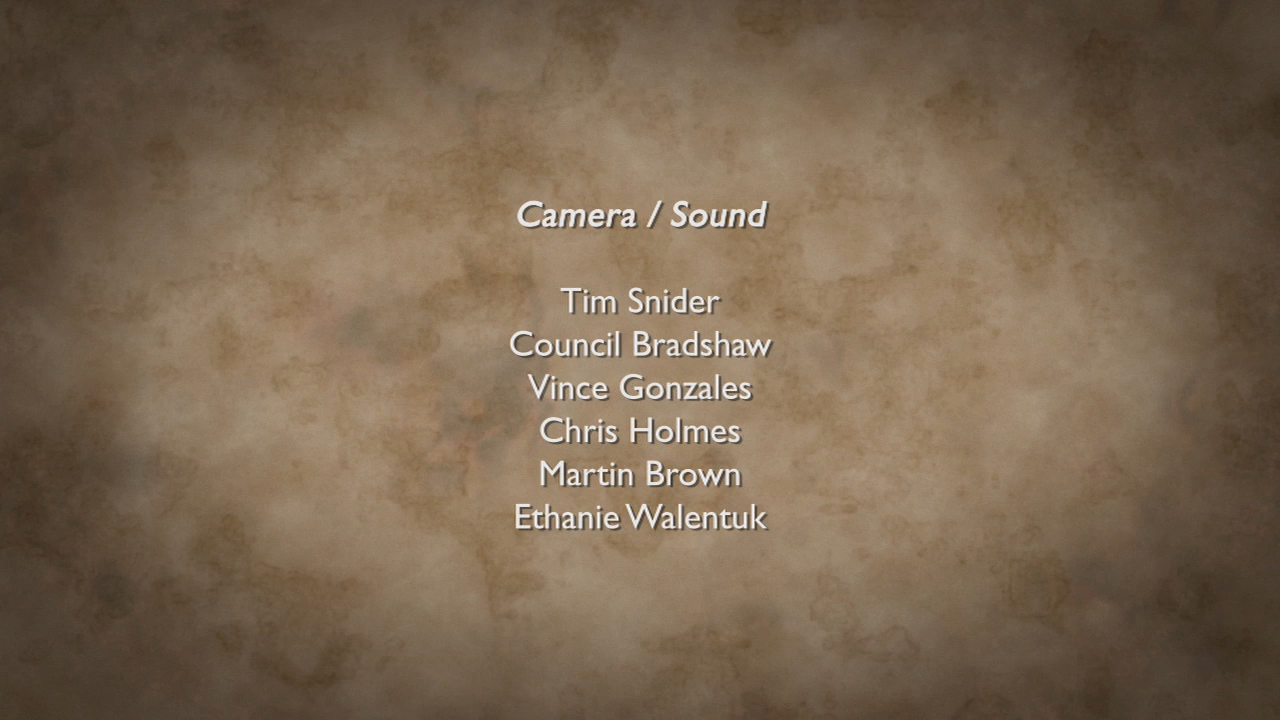 Camera / Sound
Tim Snider
Council Bradshaw
Vince Gonzales
Chris Holmes
Martin Brown
Ethanie Walentuk